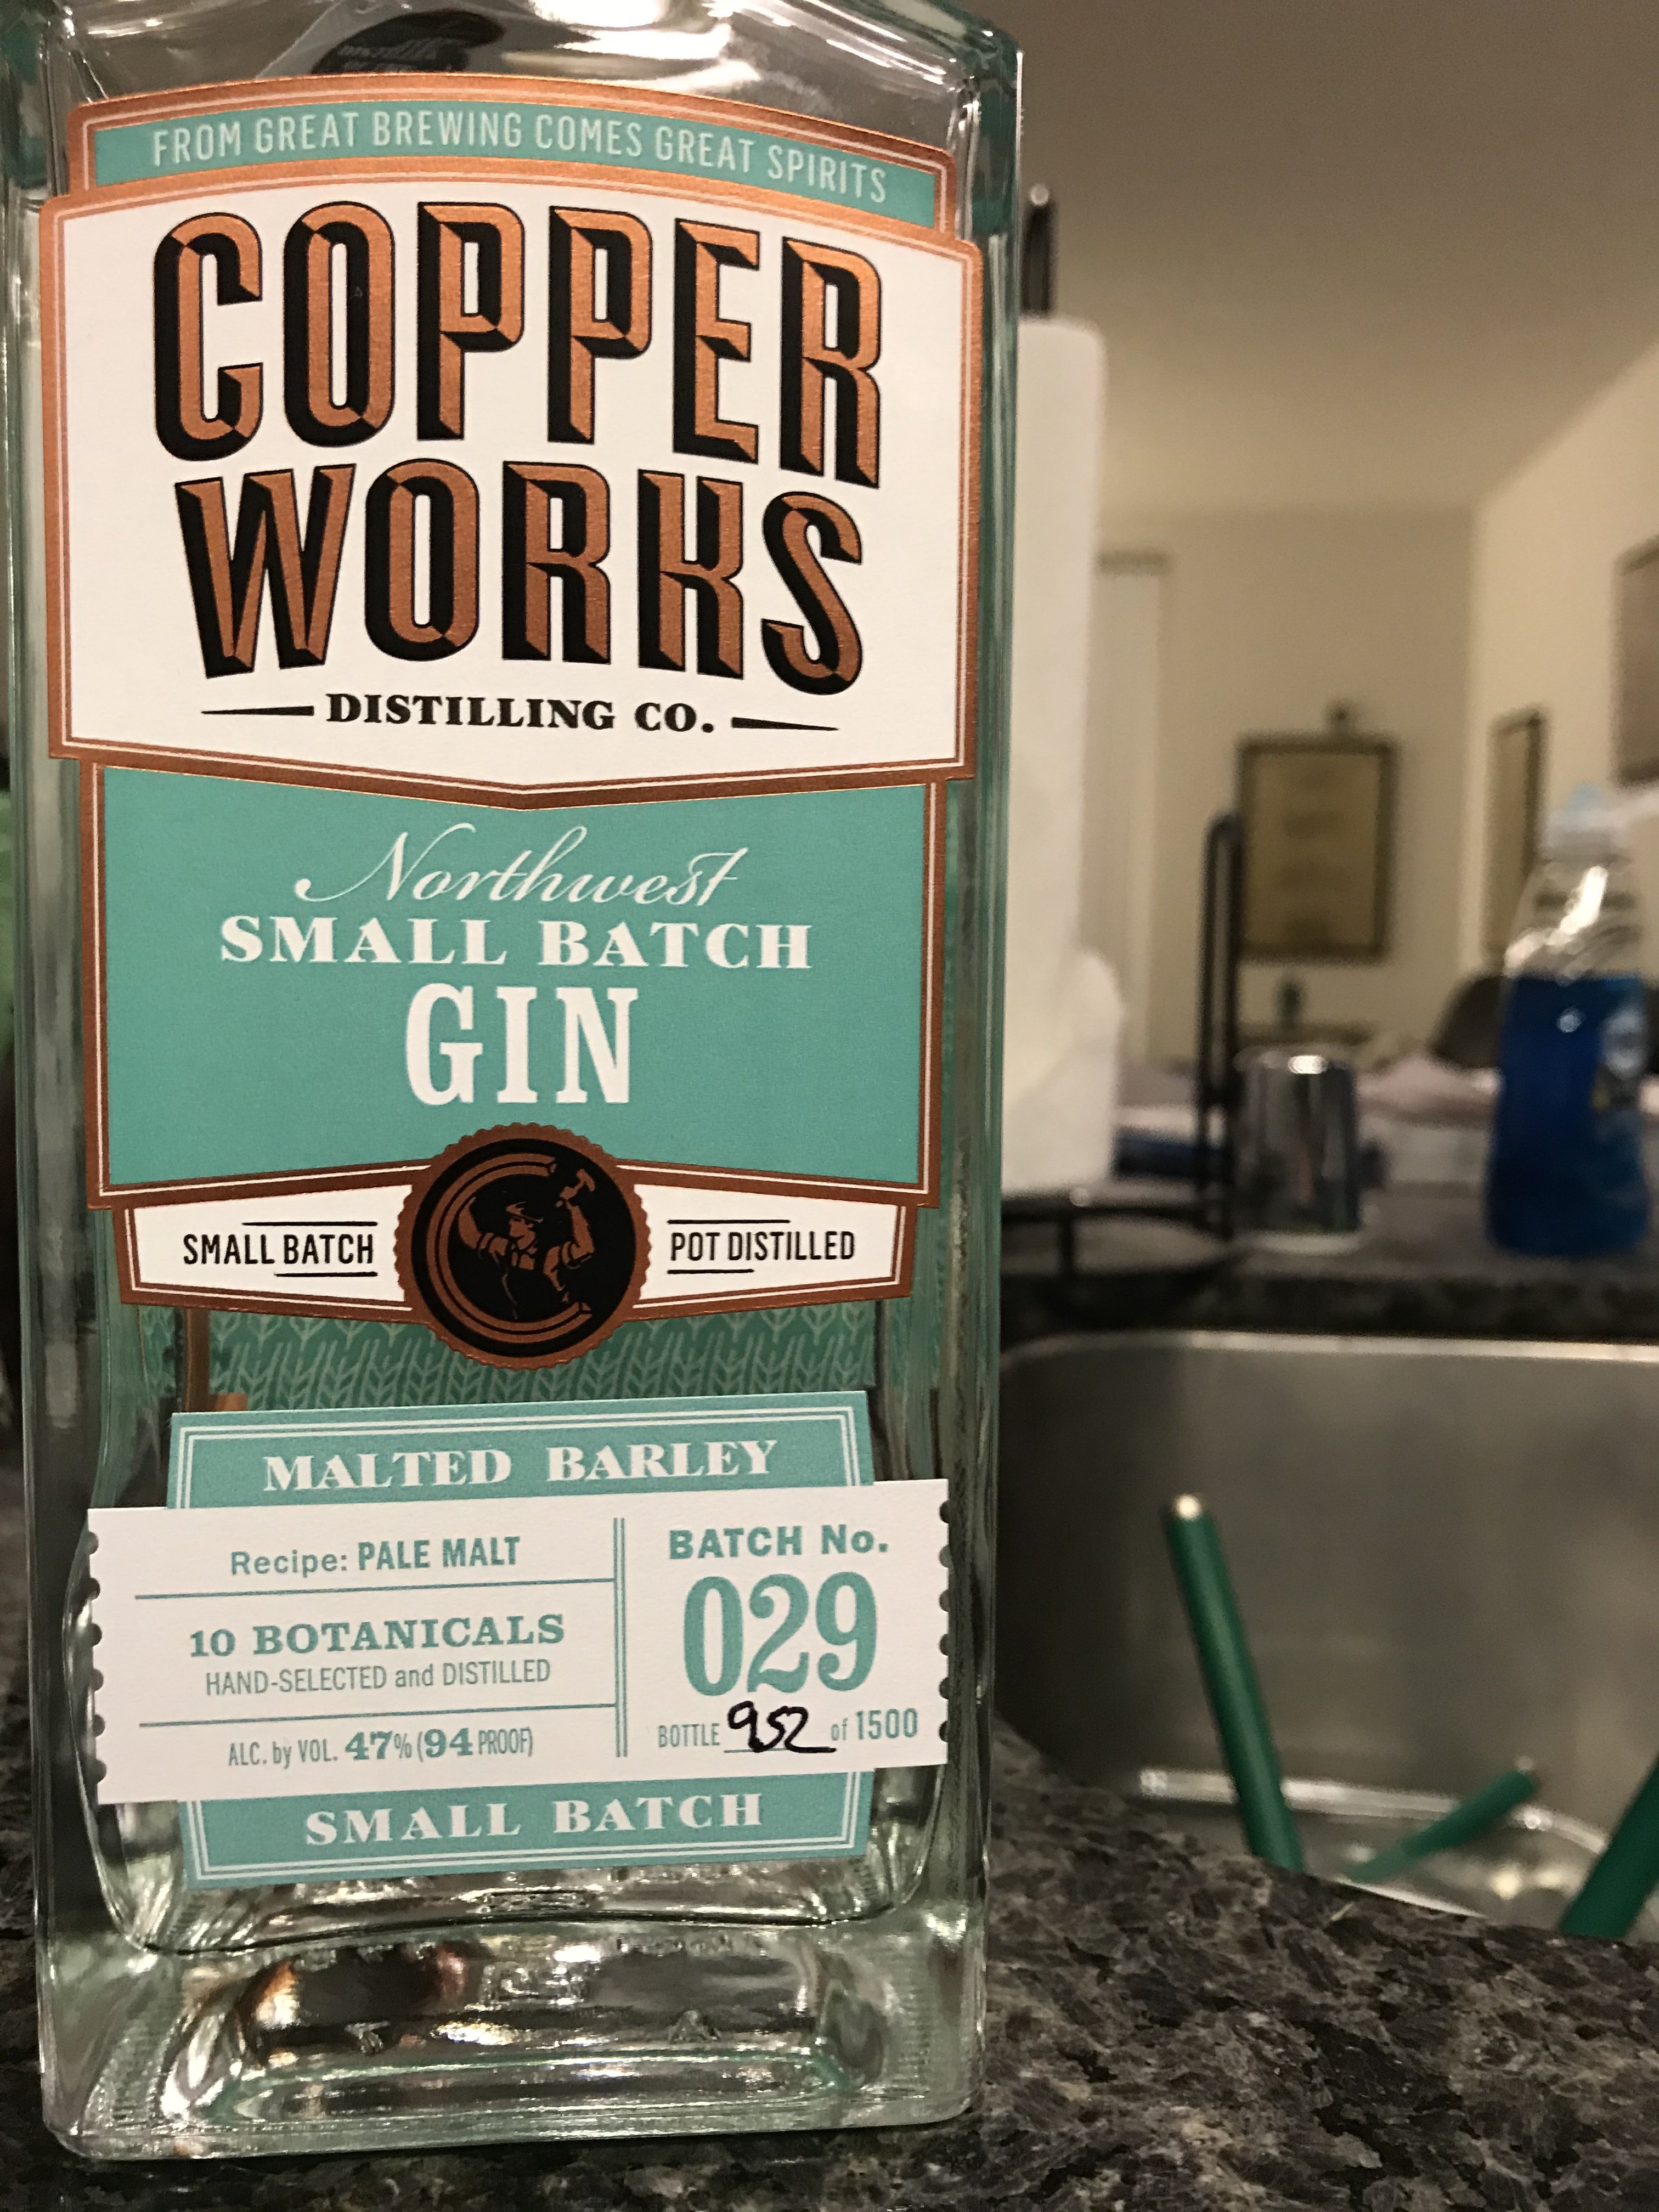 FROM GREAT BREWING COMES GREAT SPIRITS
COPPER
WORKS
DISTILLING CO.
Northwest
SMALL BATCH
GIN
SMALL BATCH
POT DISTILLED
MALTED BARLEY
Recipe: PALE MALT
10 BOTANICALS
HAND-SELECTED and DISTILLED
ALC. by VOL. 47% (94 PROOF)
BATCH No.
029
BOTTLE 952 of 1500
SMALL BATCH